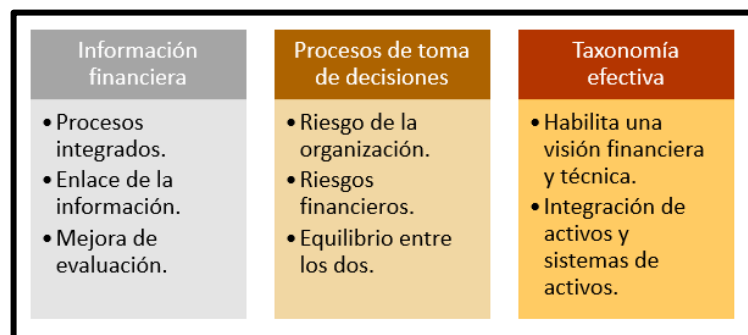 Información
financiera
• Procesos
integrados.
• Enlace de la
información.
• Mejora de
evaluación.
Procesos de toma
de decisiones
• Riesgo de la
organización.
• Riesgos
financieros.
• Equilibrio entre
los dos.
Taxonomía
efectiva
• Habilita una
visión financiera
y técnica.
• Integración de
activos y
sistemas de
activos.